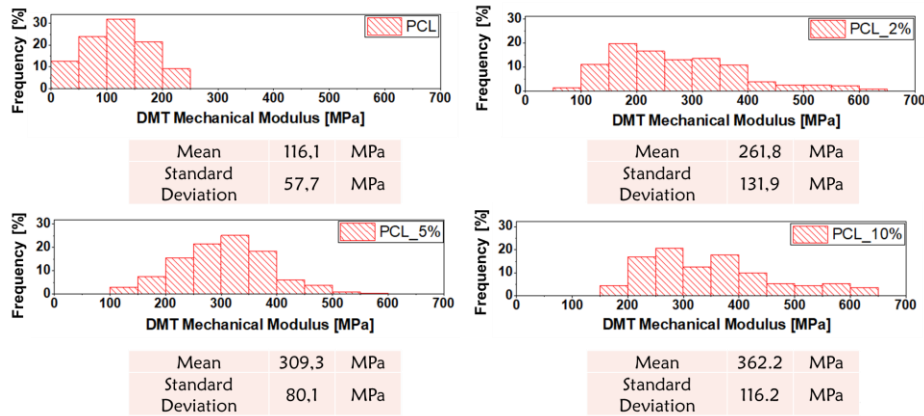 PCL
Frequency [%]
30
20
10
0
0 100 200 300 400 500 600 700
DMT Mechanical Modulus [MPa]
Mean 116,1 MPa
Standard Deviation 57,7 MPa
PCL_2%
Frequency [%]
30
20
10
0
0 100 200 300 400 500 600 700
DMT Mechanical Modulus [MPa]
Mean 261,8 MPa
Standard Deviation 131,9 MPa
PCL_5%
Frequency [%]
30
20
10
0
0 100 200 300 400 500 600 700
DMT Mechanical Modulus [MPa]
Mean 309,3 MPa
Standard Deviation 80,1 MPa
PCL_10%
Frequency [%]
30
20
10
0
0 100 200 300 400 500 600 700
DMT Mechanical Modulus [MPa]
Mean 362.2 MPa
Standard Deviation 116.2 MPa